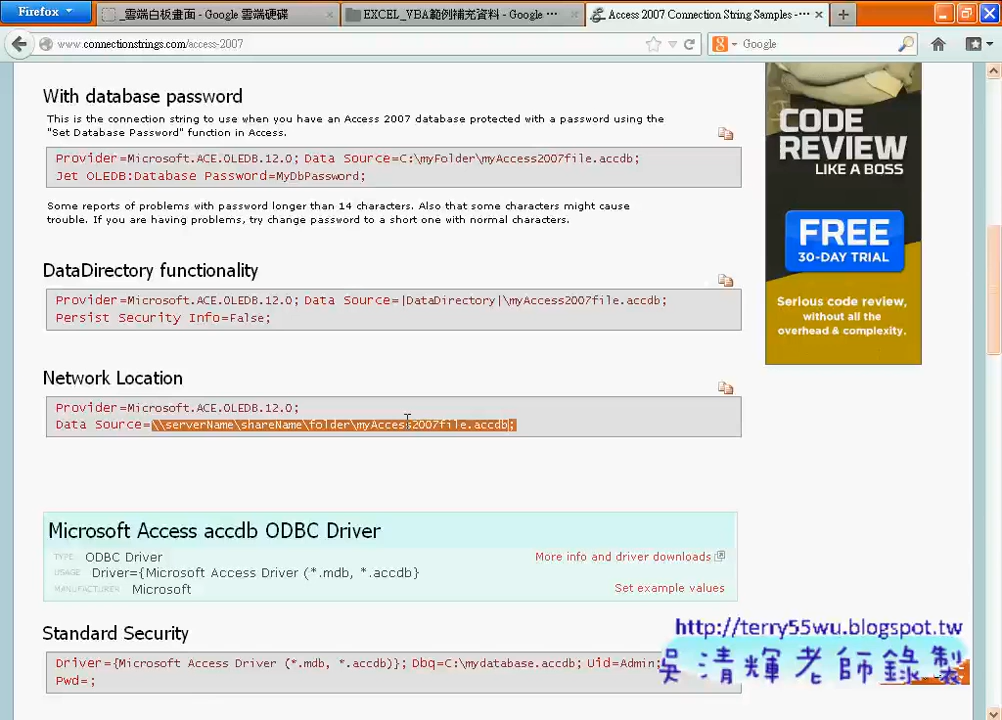 Firefox
_雲端白板畫面 - Google 雲端硬碟
EXCEL_VBA範例補充資料 - Google ...
Access 2007 Connection String Samples -...
www.connectionstrings.com/access-2007
Google
With database password
This is the connection string to use when you have an Access 2007 database protected with a password using the
"Set Database Password" function in Access.
Provider=Microsoft.ACE.OLEDB.12.0; Data Source=C:\myFolder\myAccess2007file.accdb;
Jet OLEDB:Database Password=MyDbPassword;
Some reports of problems with password longer than 14 characters. Also that some characters might cause
trouble. If you are having problems, try change password to a short one with normal characters.
DataDirectory functionality
Provider=Microsoft.ACE.OLEDB.12.0; Data Source=|DataDirectory|\myAccess2007file.accdb;
Persist Security Info=False;
Network Location
Provider=Microsoft.ACE.OLEDB.12.0;
Data Source=\\serverName\shareName\folder\myAccess2007file.accdb;
CODE
REVIEW
LIKE A BOSS
FREE
30-DAY TRIAL
Serious code review,
without all the
overhead & complexity.
Microsoft Access accdb ODBC Driver
TYPE ODBC Driver
More info and driver downloads
USAGE Driver={Microsoft Access Driver (*.mdb, *.accdb)}
MANUFACTURER Microsoft
Set example values
Standard Security
Driver={Microsoft Access Driver (*.mdb, *.accdb)}; Dbq=C:\mydatabase.accdb; Uid=Admin;
Pwd=;
http://terry55wu.blogspot.tw
吳清輝老師錄製